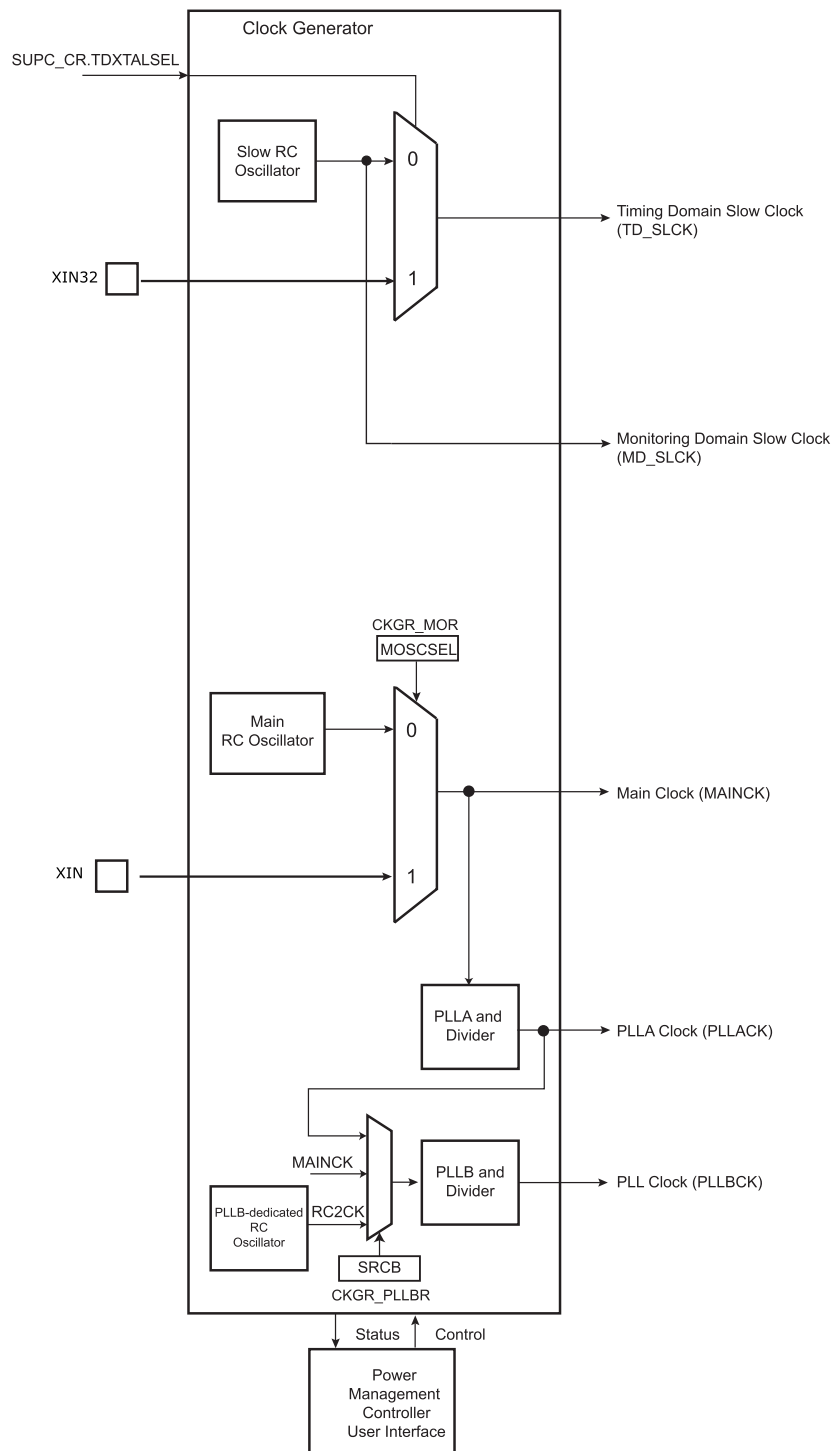 Clock Generator
SUPC_CR.TDXTALSEL
Slow RC
Oscillator
0
Timing Domain Slow Clock
(TD_SLCK)
XIN32
1
Monitoring Domain Slow Clock
(MD_SLCK)
CKGR_MOR
MOSCSEL
Main
RC Oscillator
0
Main Clock (MAINCK)
XIN
1
PLLA and
Divider
PLLA Clock (PLLACK)
MAINCK
PLLB and
Divider
PLL Clock (PLLBCK)
PLLB-dedicated
RC
Oscillator
RC2CK
SRCB
CKGR_PLLBR
Status
Control
Power
Management
Controller
User Interface